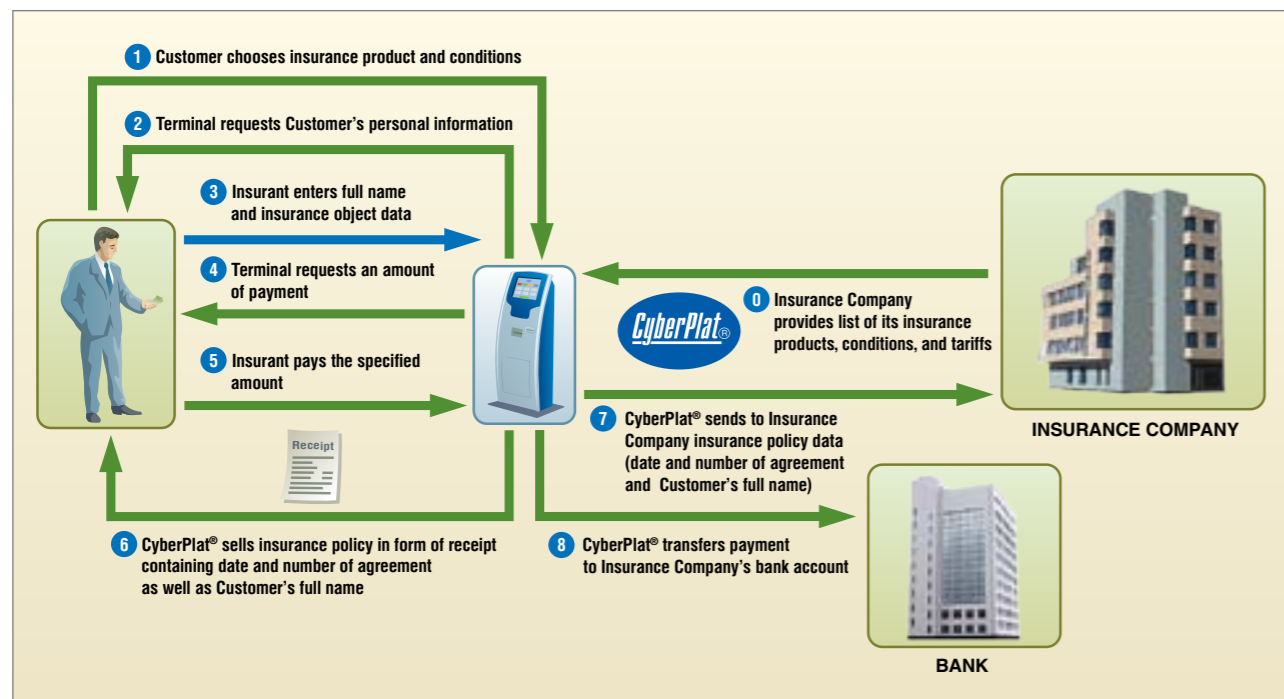 1 Customer chooses insurance product and conditions
2 Terminal requests Customer's personal information
3 Insurant enters full name
and insurance object data
4 Terminal requests an amount
of payment
5 Insurant pays the specified
amount
Receipt
6 CyberPlat® sells insurance policy in form of receipt
containing date and number of agreement
as well as Customer's full name
CyberPlat®
0 Insurance Company
provides list of its insurance
products, conditions, and tariffs
INSURANCE COMPANY
7 CyberPlat® sends to Insurance
Company insurance policy data
(date and number of agreement
and Customer's full name)
8 CyberPlat® transfers payment
to Insurance Company's bank account
BANK